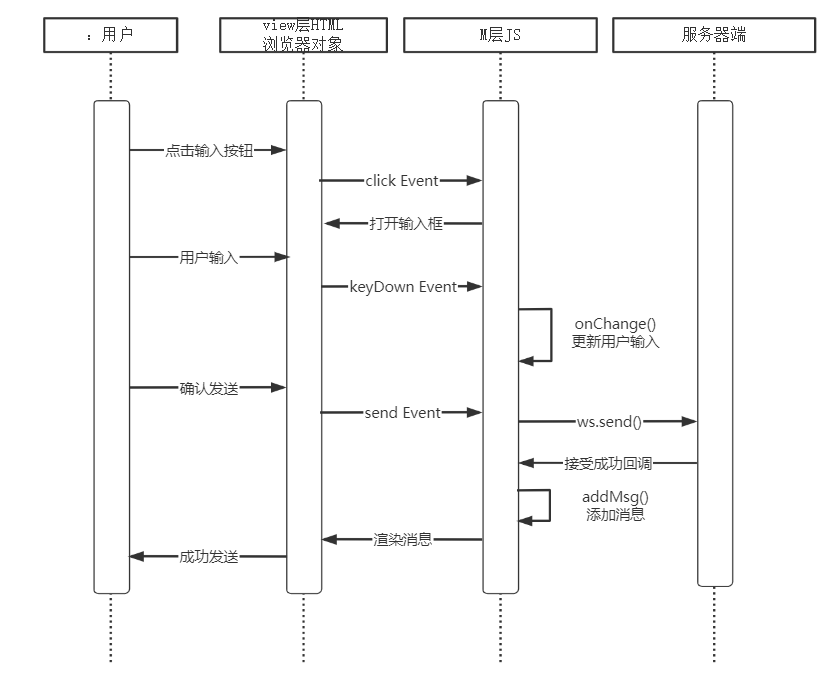 ：用户
view层HTML
浏览器对象
M层JS
服务器端
点击输入按钮
click Event
打开输入框
用户输入
keyDown Event
onChange()
更新用户输入
确认发送
send Event
ws.send()
接受成功回调
addMsg()
添加消息
渲染消息
成功发送